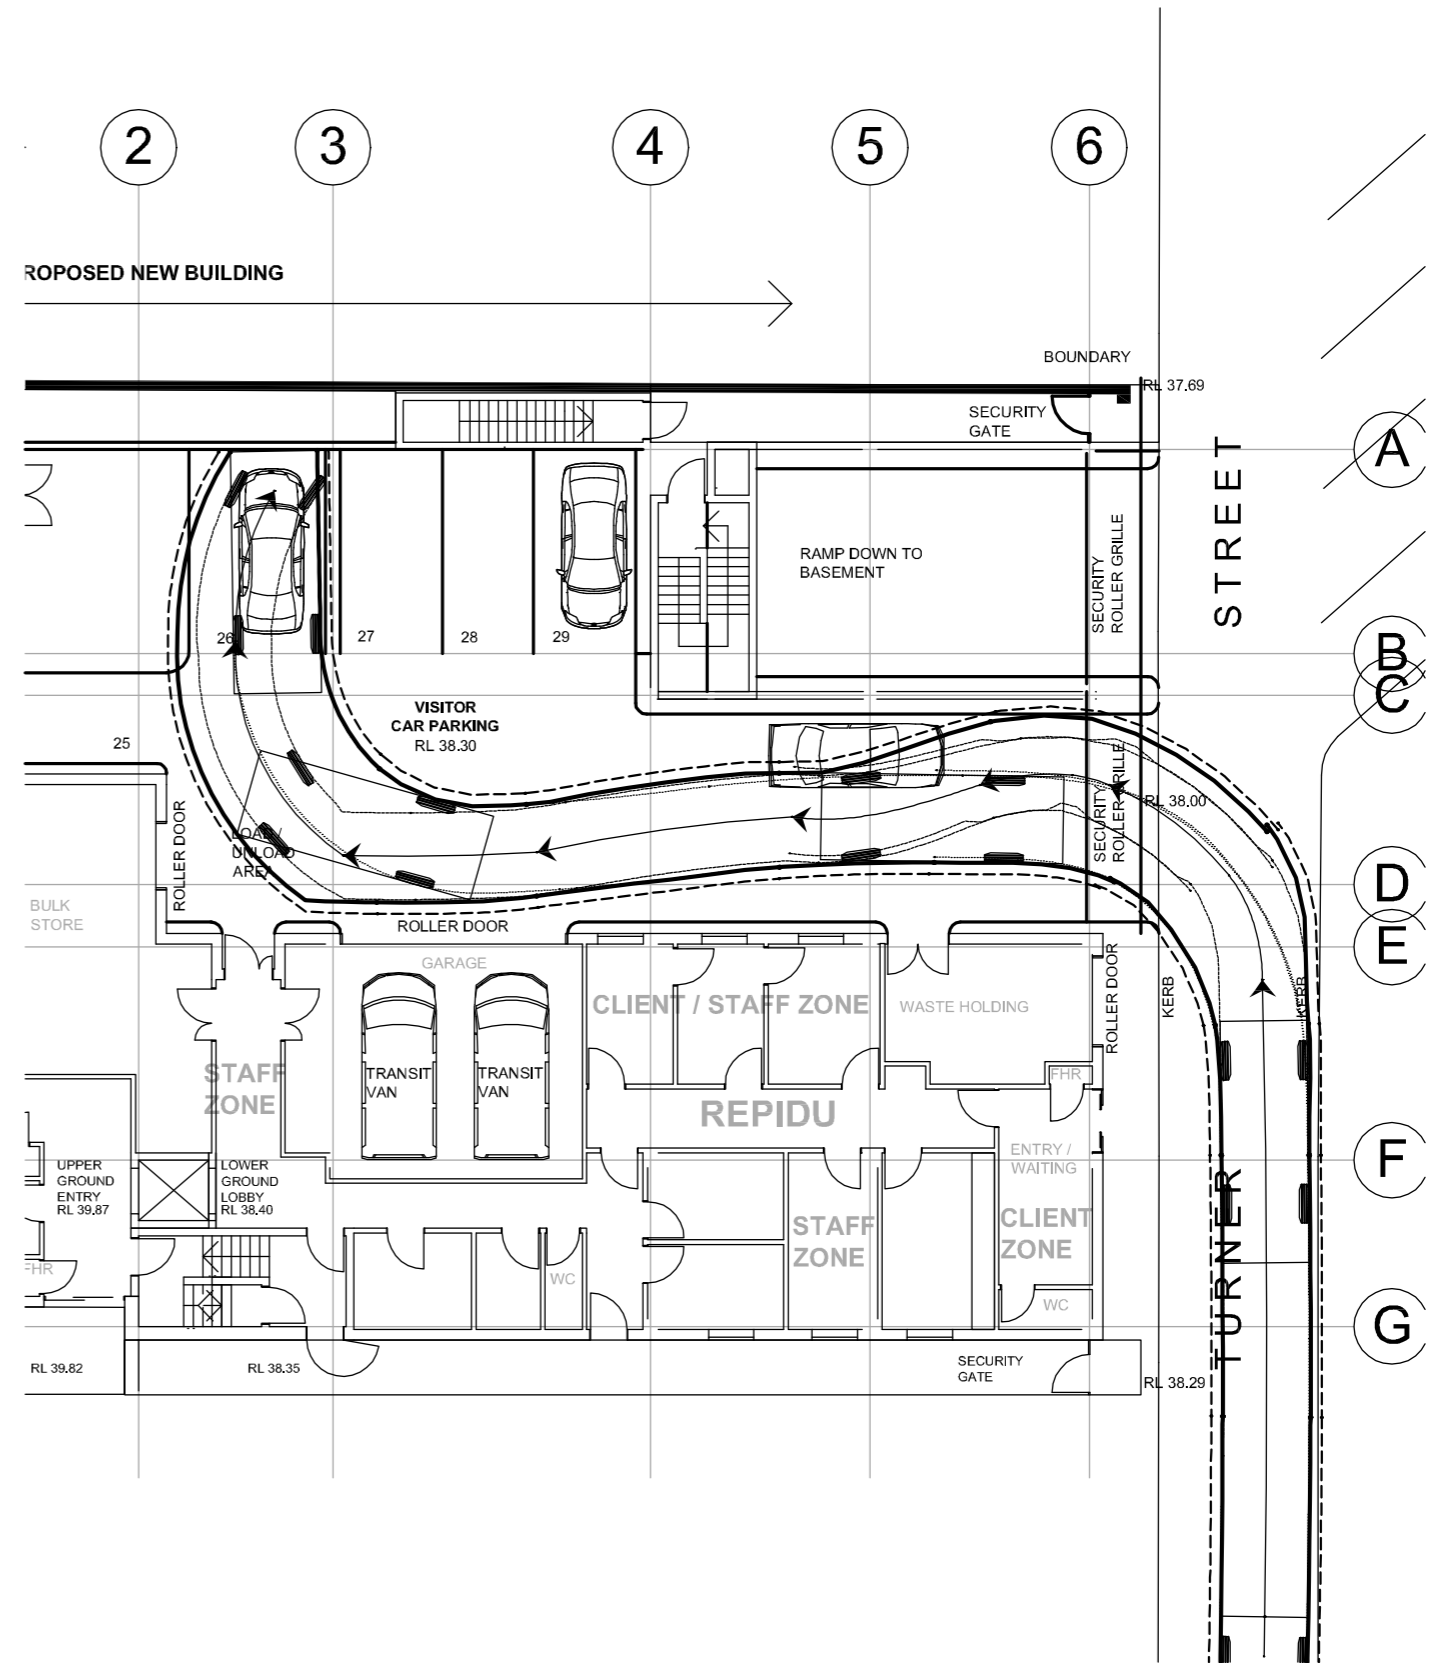 2
3
4
5
6
ROPOSED NEW BUILDING
BOUNDARY
RL 37.69
SECURITY
GATE
A
STREET
RAMP DOWN TO
BASEMENT
SECURITY
ROLLER GRILLE
26
27
28
29
B
C
VISITOR
CAR PARKING
RL 38.30
25
ROLLER DOOR
LOAD /
UNLOAD
AREA
SECURITY
ROLLER GRILLE
RL 38.00
D
BULK
STORE
ROLLER DOOR
E
GARAGE
CLIENT / STAFF ZONE
WASTE HOLDING
ROLLER DOOR
KERB
KERB
STAFF
ZONE
TRANSIT
VAN
TRANSIT
VAN
FHR
REPIDU
ENTRY /
WAITING
F
UPPER
GROUND
ENTRY
RL 39.87
LOWER
GROUND
LOBBY
RL 38.40
STAFF
ZONE
CLIENT
ZONE
TURNER
FHR
WC
WC
G
RL 39.82
RL 38.35
SECURITY
GATE
RL 38.29